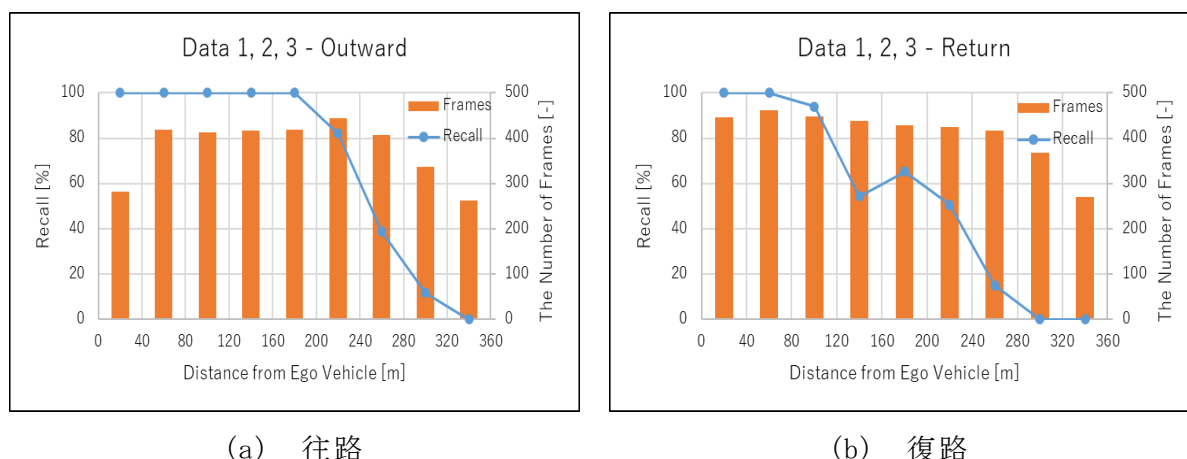 Data 1, 2, 3 - Outward
100
80
60
40
20
0
Recall [%]
500
400
300
200
100
0
The Number of Frames [-]
Frames
Recall
0 40 80 120 160 200 240 280 320 360
Distance from Ego Vehicle [m]
(a) 往路
Data 1, 2, 3 - Return
100
80
60
40
20
0
Recall [%]
500
400
300
200
100
0
The Number of Frames [-]
Frames
Recall
0 40 80 120 160 200 240 280 320 360
Distance from Ego Vehicle [m]
(b) 復路